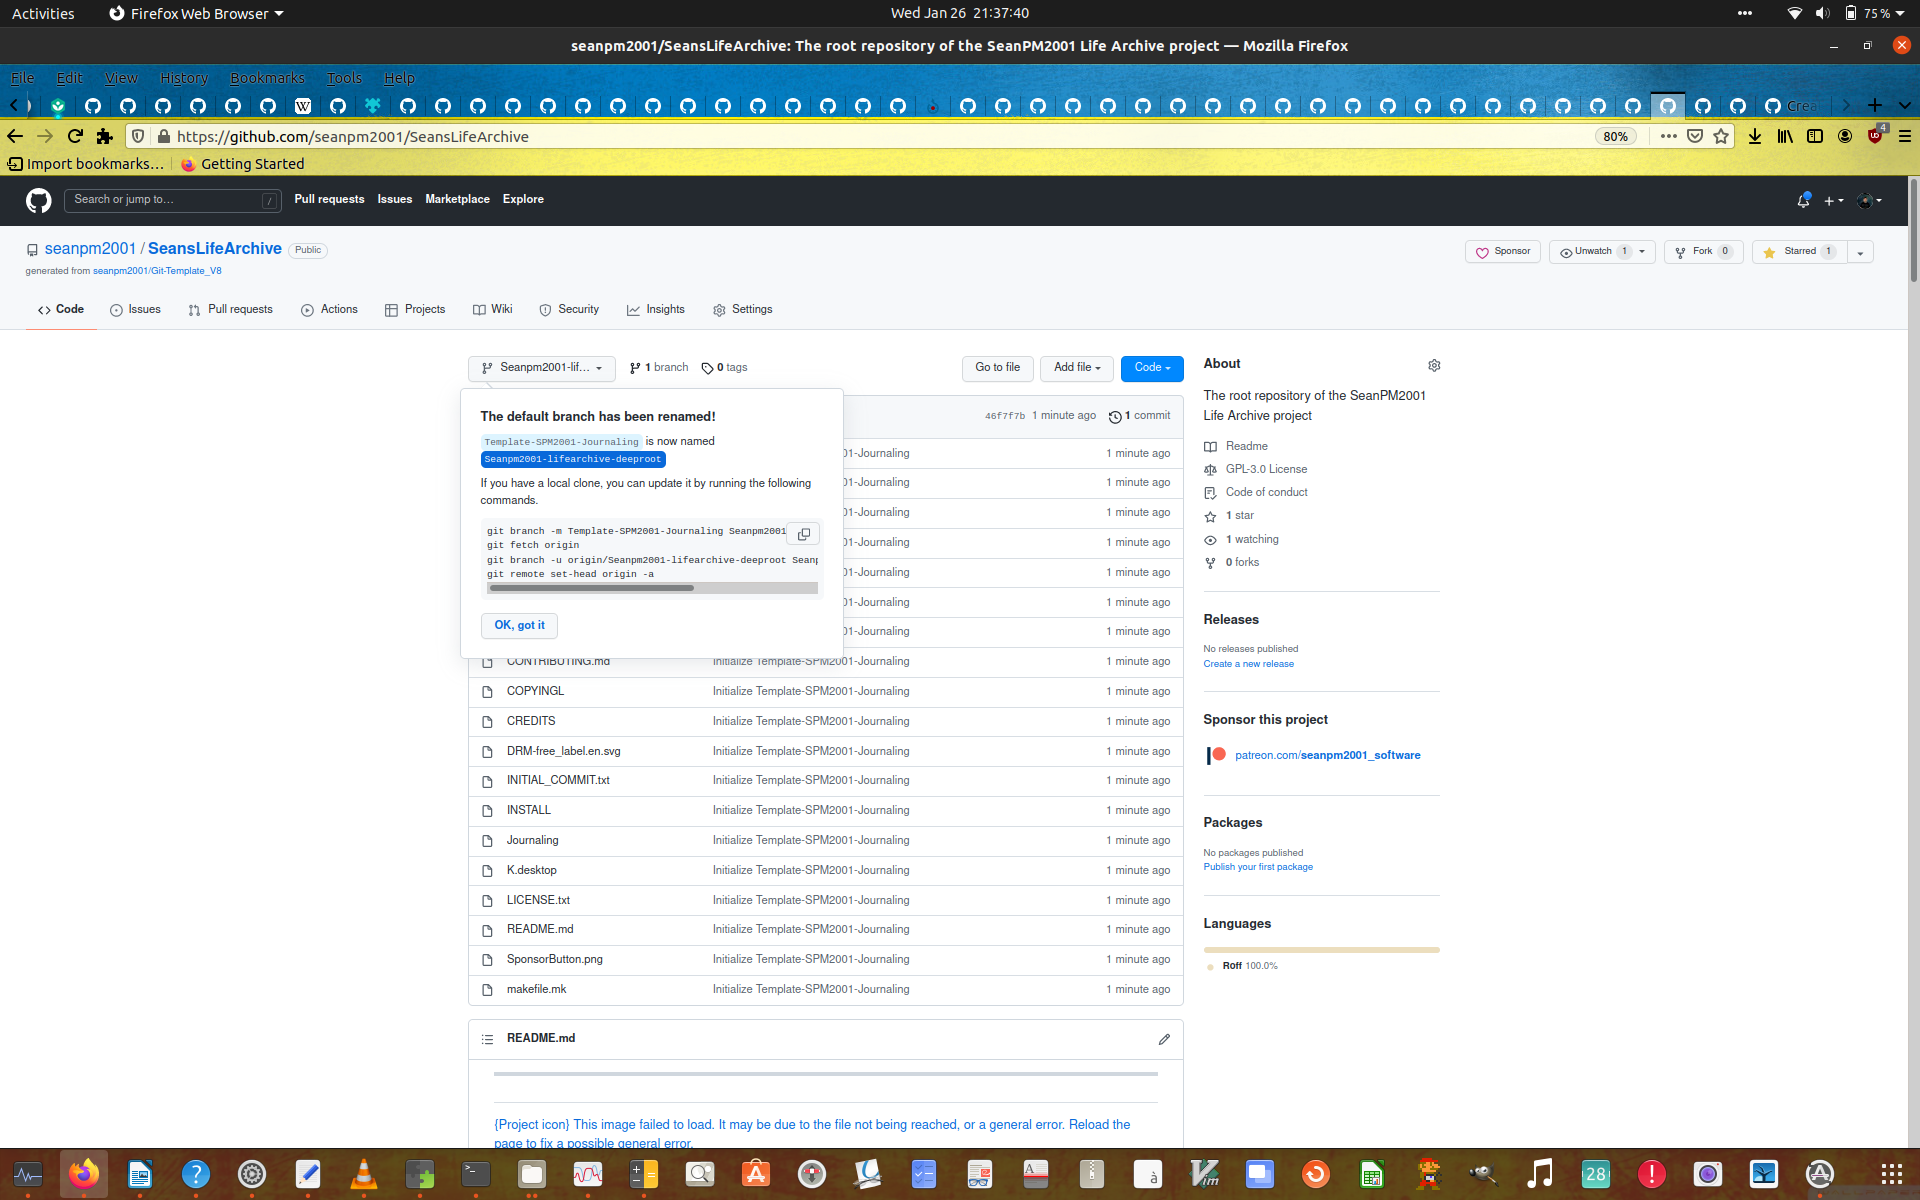 Activities
Firefox Web Browser
Wed Jan 26 21:37:40
75 %
seanpm2001/SeansLifeArchive: The root repository of the SeanPM2001 Life Archive project — Mozilla Firefox
File Edit View History Bookmarks Tools Help
https://github.com/seanpm2001/SeansLifeArchive
80%
4
Import bookmarks...
Getting Started
Search or jump to... /
Pull requests Issues Marketplace Explore
seanpm2001 / SeansLifeArchive Public
generated from seanpm2001/Git-Template_V8
Sponsor
Unwatch 1
Fork 0
Starred 1
Code
Issues
Pull requests
Actions
Projects
Wiki
Security
Insights
Settings
Seanpm2001-lif...
1 branch
0 tags
Go to file
Add file
Code
The default branch has been renamed!
Template-SPM2001-Journaling is now named
Seanpm2001-lifearchive-deeproot
If you have a local clone, you can update it by running the following
commands.
git branch -m Template-SPM2001-Journaling Seanpm2001
git fetch origin
git branch -u origin/Seanpm2001-lifearchive-deeproot Seanp
git remote set-head origin -a
OK, got it
46f7f7b 1 minute ago 1 commit
01-Journaling 1 minute ago
01-Journaling 1 minute ago
01-Journaling 1 minute ago
01-Journaling 1 minute ago
01-Journaling 1 minute ago
01-Journaling 1 minute ago
01-Journaling 1 minute ago
CONTRIBUTING.md Initialize Template-SPM2001-Journaling 1 minute ago
COPYINGL Initialize Template-SPM2001-Journaling 1 minute ago
CREDITS Initialize Template-SPM2001-Journaling 1 minute ago
DRM-free_label.en.svg Initialize Template-SPM2001-Journaling 1 minute ago
INITIAL_COMMIT.txt Initialize Template-SPM2001-Journaling 1 minute ago
INSTALL Initialize Template-SPM2001-Journaling 1 minute ago
Journaling Initialize Template-SPM2001-Journaling 1 minute ago
K.desktop Initialize Template-SPM2001-Journaling 1 minute ago
LICENSE.txt Initialize Template-SPM2001-Journaling 1 minute ago
README.md Initialize Template-SPM2001-Journaling 1 minute ago
SponsorButton.png Initialize Template-SPM2001-Journaling 1 minute ago
makefile.mk Initialize Template-SPM2001-Journaling 1 minute ago
README.md
{Project icon} This image failed to load. It may be due to the file not being reached, or a general error. Reload the
page to fix a possible general error.
About
The root repository of the SeanPM2001
Life Archive project
Readme
GPL-3.0 License
Code of conduct
1 star
1 watching
0 forks
Releases
No releases published
Create a new release
Sponsor this project
patreon.com/seanpm2001_software
Packages
No packages published
Publish your first package
Languages
Roff 100.0%
28